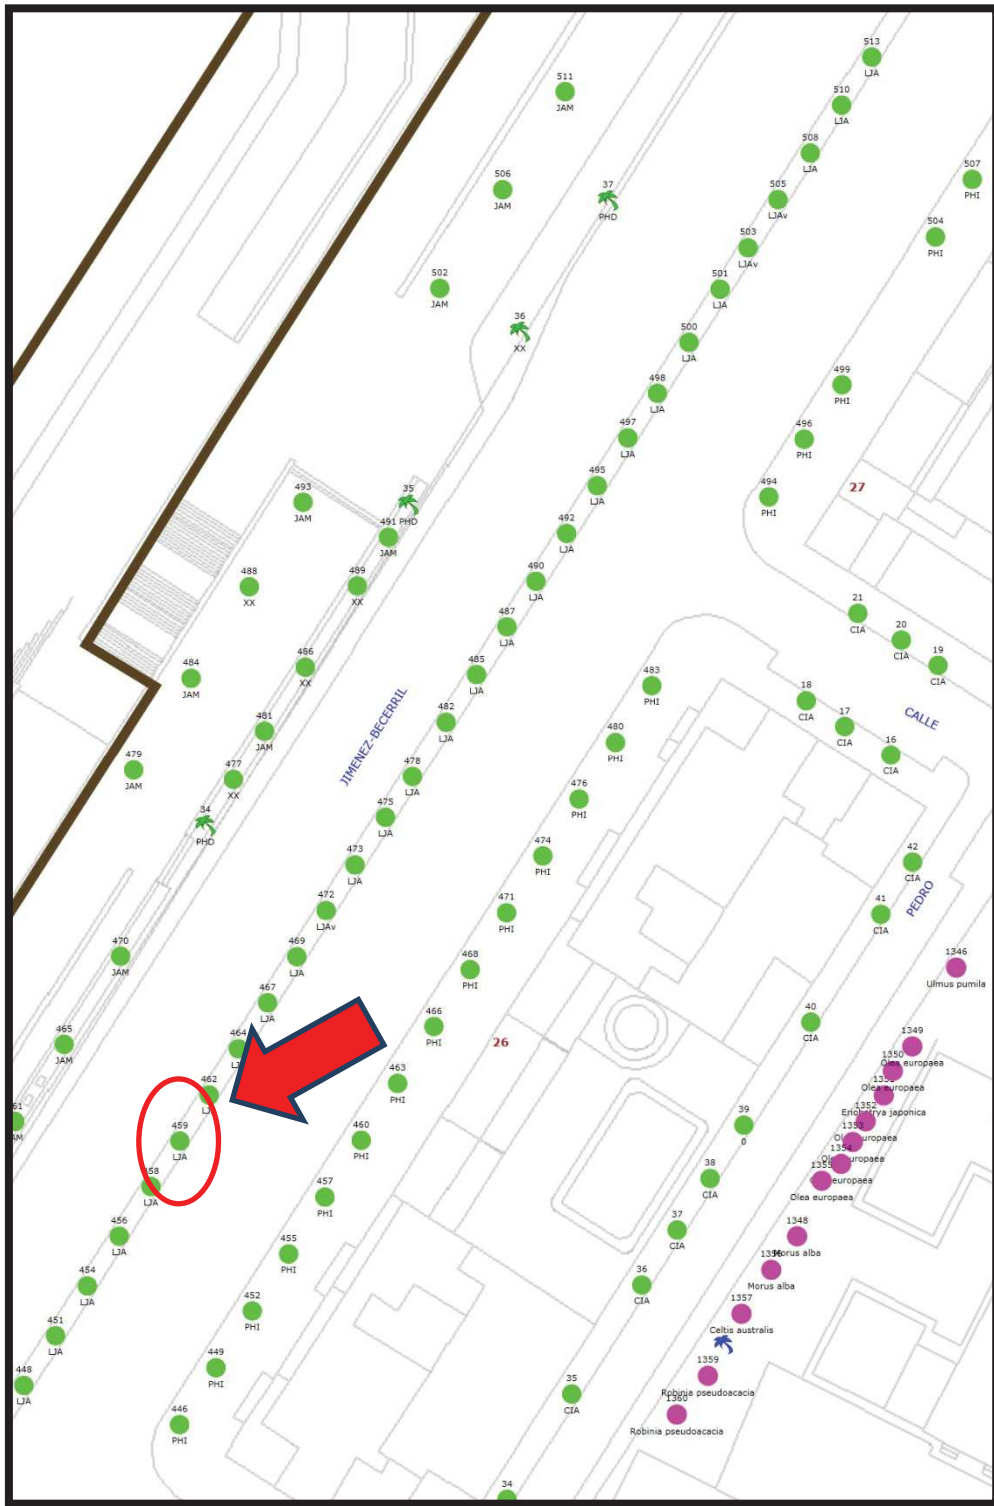 513
LJA
511
JAM
510
LJA
508
LJA
507
PHI
506
JAM
37
PHD
505
LJAv
504
PHI
503
LJAv
502
JAM
501
LJA
36
XX
500
LJA
499
PHI
498
LJA
497
LJA
496
PHI
495
LJA
494
PHI
27
493
JAM
35
PHD
491
JAM
492
LJA
490
LJA
488
XX
489
XX
487
LJA
21
CIA
20
CIA
19
CIA
486
XX
485
LJA
484
JAM
483
PHI
18
CIA
17
CIA
16
CIA
CALLE
JIMENEZ-BECERRIL
482
LJA
481
JAM
480
PHI
479
JAM
478
LJA
477
XX
476
PHI
475
LJA
34
PHD
474
PHI
473
LJA
42
CIA
41
CIA
PEDRO
472
LJAv
471
PHI
470
JAM
469
LJA
468
PHI
1346
Ulmus pumila
467
LJA
466
PHI
40
CIA
26
465
JAM
464
1349
Olea europaea
1350
Olea europaea
463
PHI
462
1352
Eriobotrya japonica
61
AM
1353
1354
1355
Olea europaea
39
0
460
PHI
459
LJA
38
CIA
458
LJA
457
PHI
456
LJA
37
CIA
455
PHI
1348
Morus alba
454
LJA
36
CIA
Morus alba
452
PHI
1357
Celtis australis
451
LJA
449
PHI
448
LJA
1359
Robinia pseudoacacia
35
CIA
446
PHI
1360
Robinia pseudoacacia
34